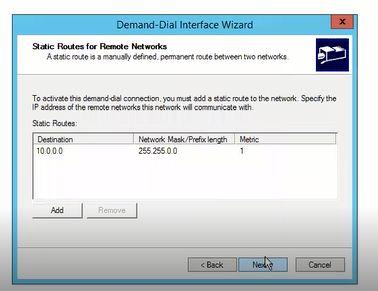 Demand-Dial Interface Wizard
x
Static Routes for Remote Networks
A static route is a manually defined, permanent route between two networks.
To activate this demand-dial connection, you must add a static route to the network. Specify the
IP address of the remote networks this network will communicate with.
Static Routes:
Destination Network Mask/Prefix length Metric
10.0.0.0 255.255.0.0 1
Add Remove
< Back Next > Cancel